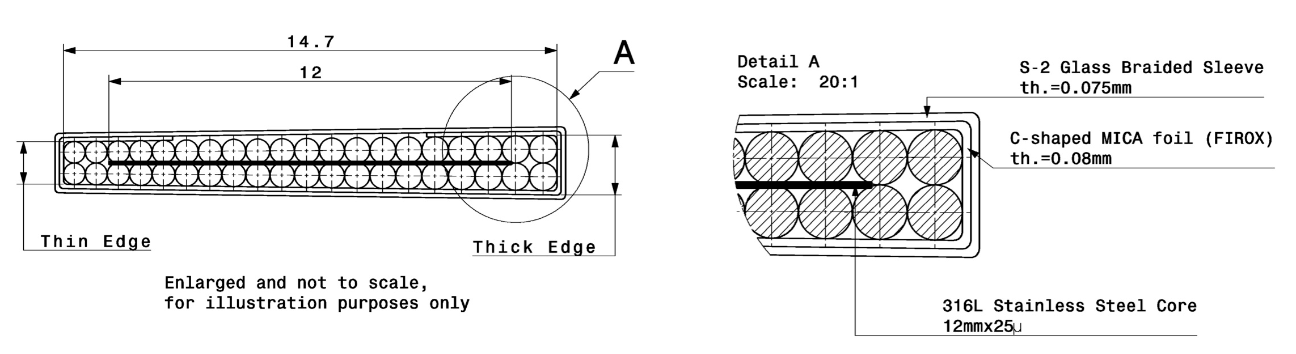 14.7
12
A
Thin Edge
Thick Edge
Enlarged and not to scale,
for illustration purposes only
Detail A
Scale: 20:1
S-2 Glass Braided Sleeve
th.=0.075mm
C-shaped MICA foil (FIROX)
th.=0.08mm
316L Stainless Steel Core
12mmx25μ